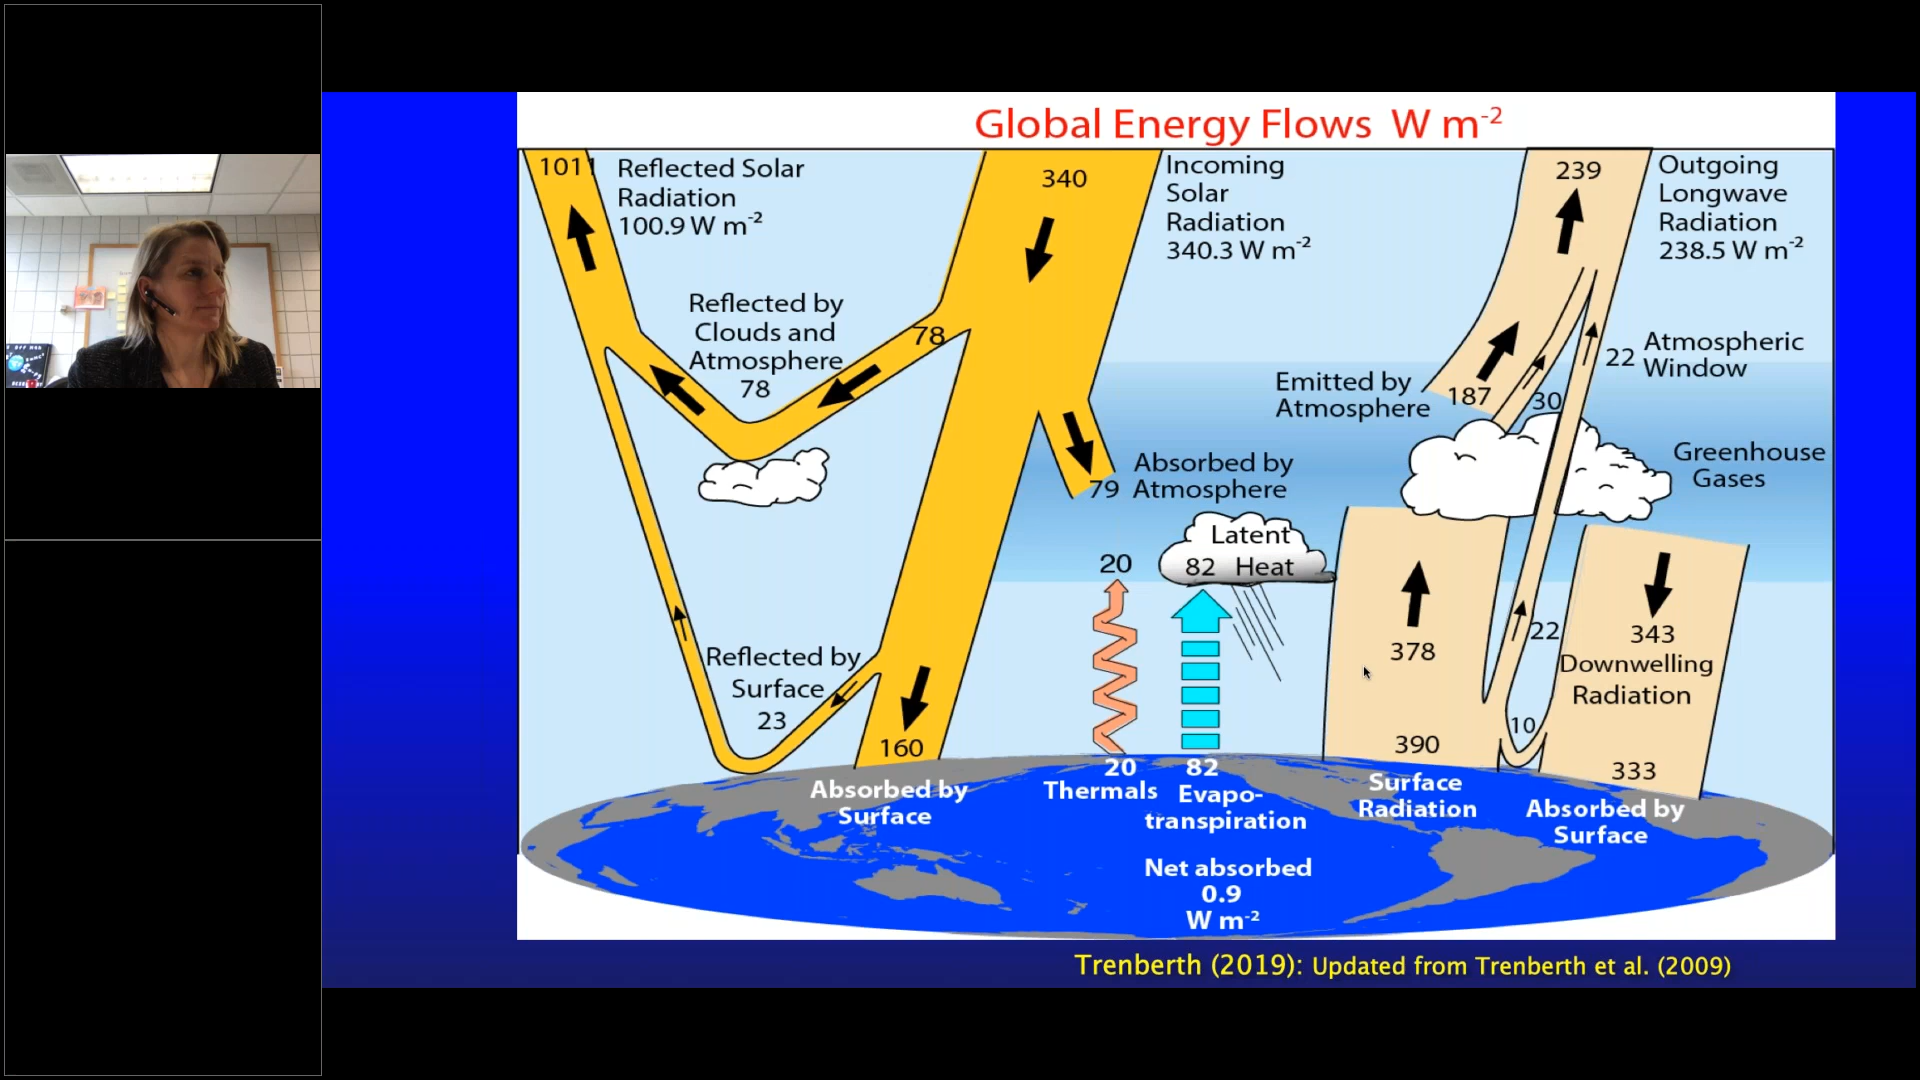 Global Energy Flows W m-2
1011
Reflected Solar
Radiation
100.9 W m-2
340
Incoming
Solar
Radiation
340.3 W m-2
239
Outgoing
Longwave
Radiation
238.5 W m-2
Reflected by
Clouds and
Atmosphere
78
78
22
Atmospheric
Window
Emitted by
Atmosphere
187
30
Greenhouse
Gases
Absorbed by
Atmosphere
79
Latent
82 Heat
20
378
22
343
Downwelling
Radiation
Reflected by
Surface
23
160
10
390
333
Absorbed by
Surface
20
Thermals
82
Evapo-
transpiration
Surface
Radiation
Absorbed by
Surface
Net absorbed
0.9
W m-2
Trenberth (2019): Updated from Trenberth et al. (2009)